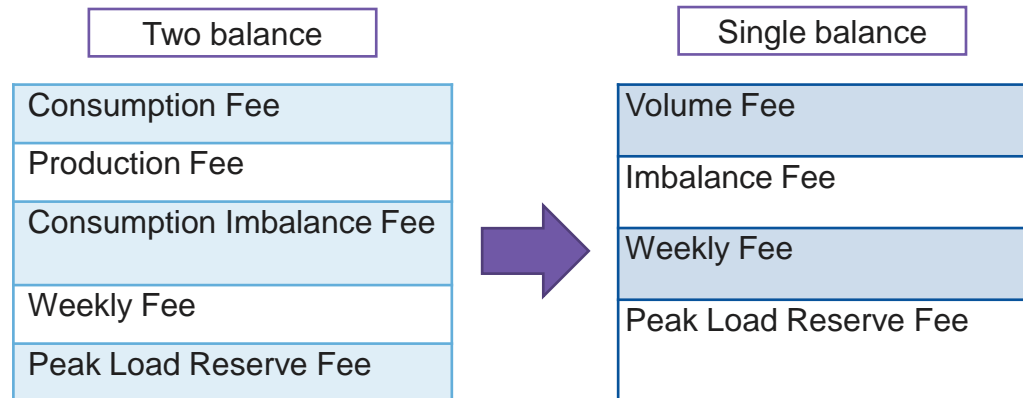 Two balance
Consumption Fee
Production Fee
Consumption Imbalance Fee
Weekly Fee
Peak Load Reserve Fee
Single balance
Volume Fee
Imbalance Fee
Weekly Fee
Peak Load Reserve Fee